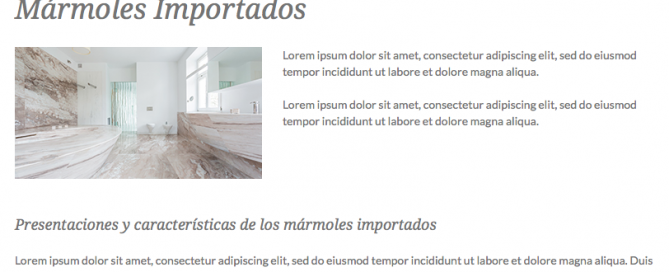 Mármoles Importados
Lorem ipsum dolor sit amet, consectetur adipiscing elit, sed do eiusmod
tempor incididunt ut labore et dolore magna aliqua.
Lorem ipsum dolor sit amet, consectetur adipiscing elit, sed do eiusmod
tempor incididunt ut labore et dolore magna aliqua.
Presentaciones y características de los mármoles importados
Lorem ipsum dolor sit amet, consectetur adipiscing elit, sed do eiusmod tempor incididunt ut labore et dolore magna aliqua. Duis